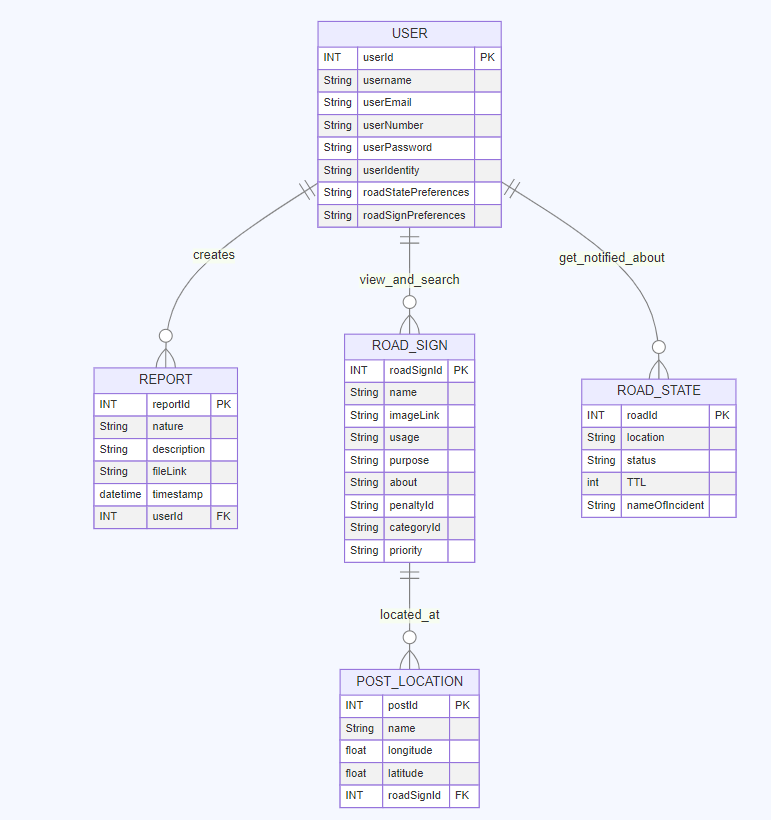 USER
INT userId PK
String username
String userEmail
String userNumber
String userPassword
String userIdentity
String roadStatePreferences
String roadSignPreferences
creates
view_and_search
get_notified_about
REPORT
INT reportId PK
String nature
String description
String fileLink
datetime timestamp
INT userId FK
ROAD_SIGN
INT roadSignId PK
String name
String imageLink
String usage
String purpose
String about
String penaltyId
String categoryId
String priority
ROAD_STATE
INT roadId PK
String location
String status
int TTL
String nameOfIncident
located_at
POST_LOCATION
INT postId PK
String name
float longitude
float latitude
INT roadSignId FK